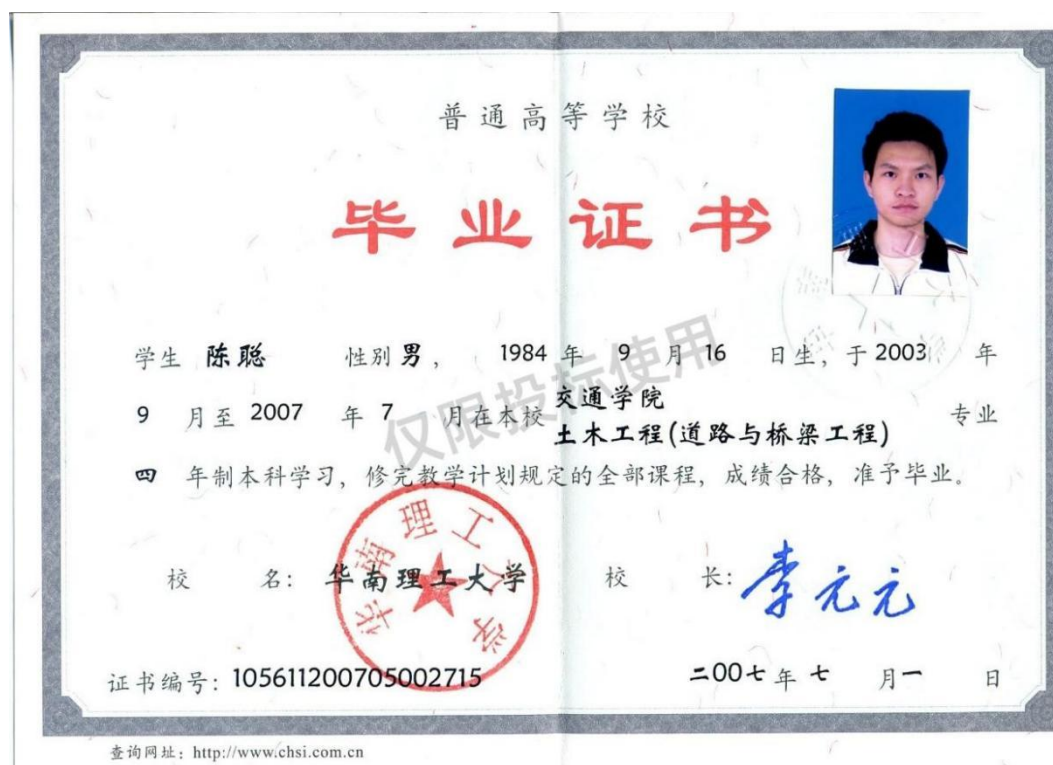 普通高等学校
毕业证书
学生 陈聪 性别 男， 1984 年 9 月 16 日生，于 2003 年
9 月至 2007 年 7 月在本校 交通学院
土木工程(道路与桥梁工程) 专业
四 年制本科学习，修完教学计划规定的全部课程，成绩合格，准予毕业。
仅限投标使用
校 名： 华南理工大学 校 长：李元元
华南理工大学
证书编号：105611200705002715 二00七 年 七 月 一 日
查询网址：http://www.chsi.com.cn